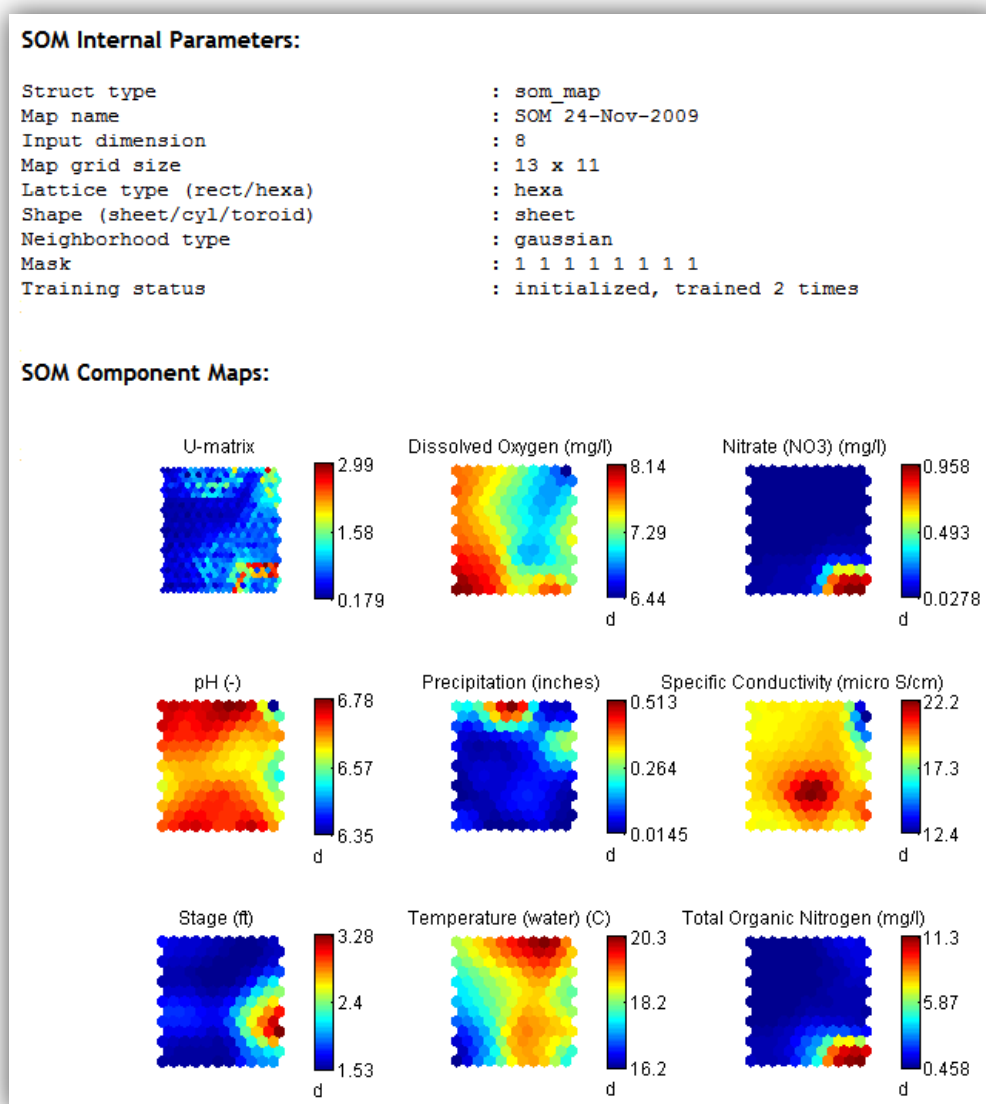 SOM Internal Parameters:
Struct type : som_map
Map name : SOM 24-Nov-2009
Input dimension : 8
Map grid size : 13 x 11
Lattice type (rect/hexa) : hexa
Shape (sheet/cyl/toroid) : sheet
Neighborhood type : gaussian
Mask : 1 1 1 1 1 1 1 1
Training status : initialized, trained 2 times
SOM Component Maps:
U-matrix
2.99
1.58
0.179
Dissolved Oxygen (mg/l)
8.14
7.29
6.44
d
Nitrate (NO3) (mg/l)
0.958
0.493
0.0278
d
pH (-)
6.78
6.57
6.35
d
Precipitation (inches)
0.513
0.264
0.0145
d
Specific Conductivity (micro S/cm)
22.2
17.3
12.4
d
Stage (ft)
3.28
2.4
1.53
d
Temperature (water) (C)
20.3
18.2
16.2
d
Total Organic Nitrogen (mg/l)
11.3
5.87
0.458
d